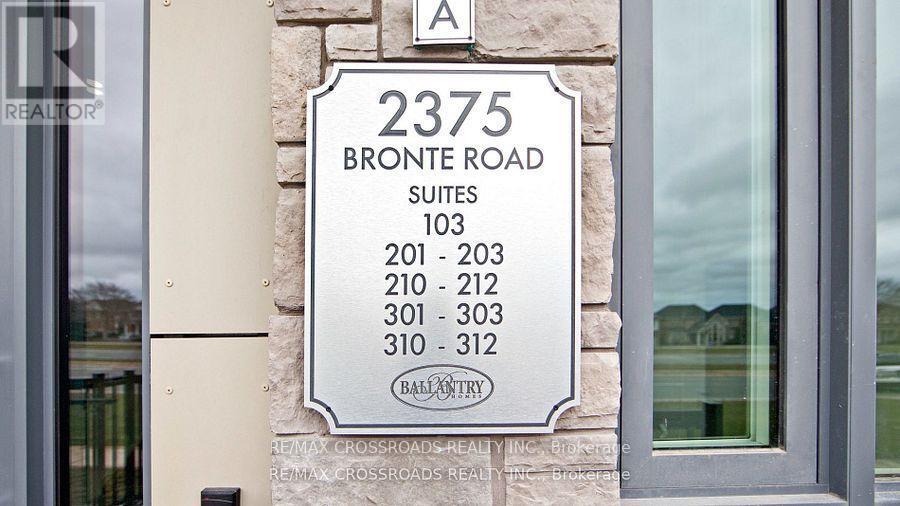 A
R
REALTOR®
2375
BRONTE ROAD
SUITES
103
201 - 203
210 - 212
301 - 303
310 - 312
B
BALLANTRY
HOMES
RE/MAX CROSSROADS REALTY INC., Brokerage
RE/MAX CROSSROADS REALTY INC., Brokerage